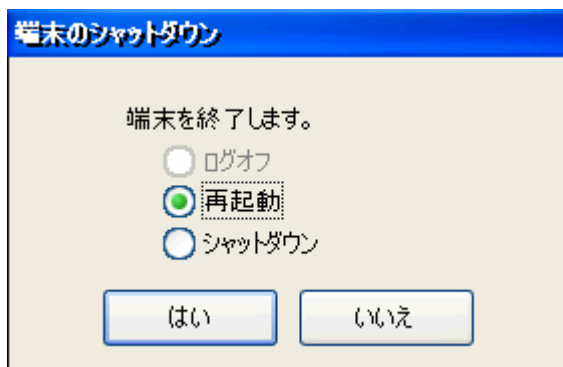 端末のシャットダウン
端末を終了します。
ログオフ
再起動
シャットダウン
はい
いいえ